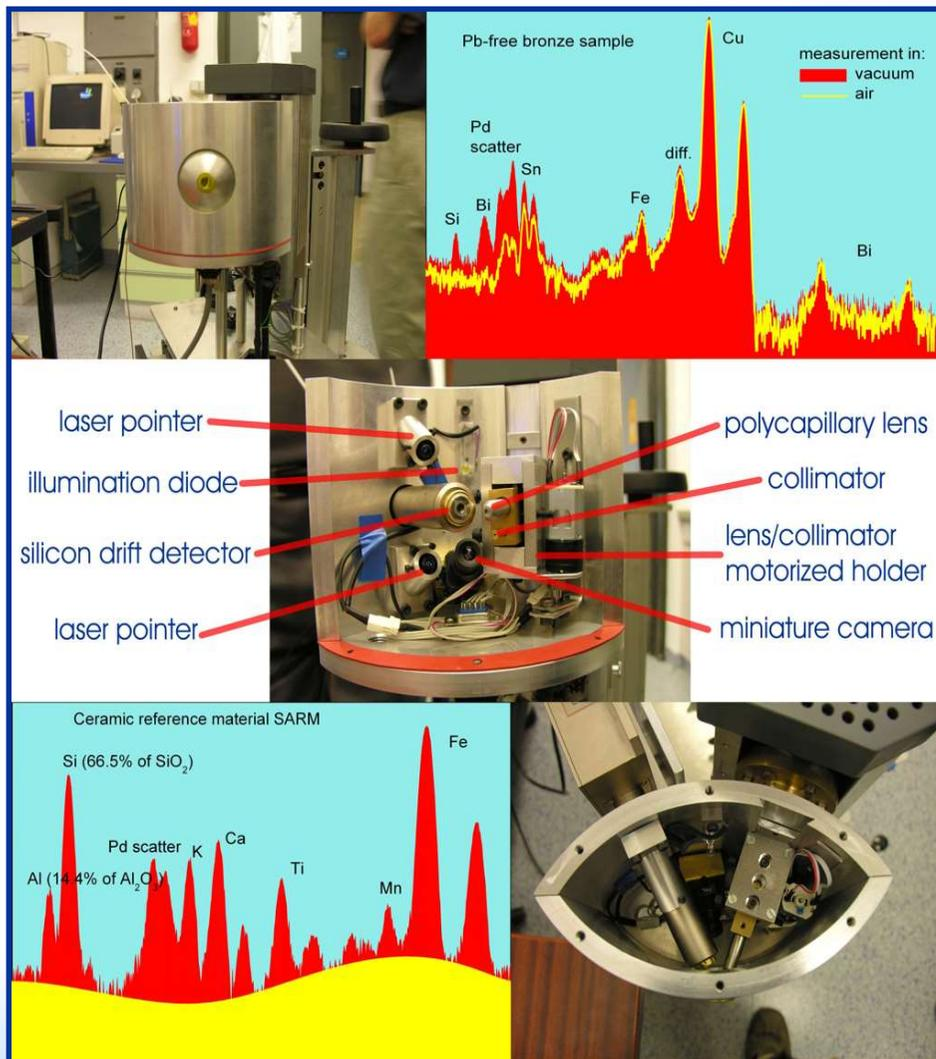 Pb-free bronze sample
Cu
measurement in:
vacuum
air
Pd
scatter
Sn
diff.
Fe
Si
Bi
Bi
laser pointer
illumination diode
silicon drift detector
laser pointer
polycapillary lens
collimator
lens/collimator
motorized holder
miniature camera
Ceramic reference material SARM
Si (66.5% of SiO₂)
Fe
Pd scatter
K
Ca
Ti
Al (14.4% of Al₂O₃)
Mn